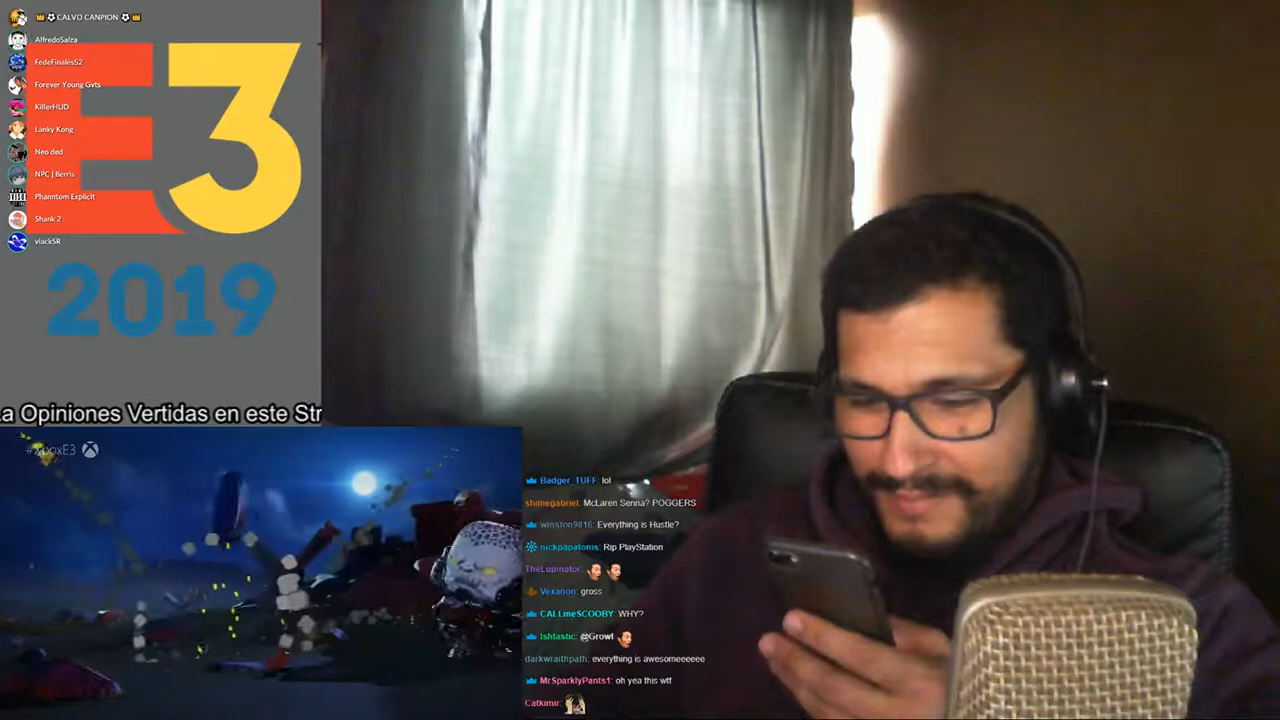 CALVO CANPION
AlfredoSalza
FedeFinales52
Forever Young Gvts
KillerHUD
Lanky Kong
Neo ded
NPC | Berris
Phanntom Explicit
Shank 2
vlackSR
E3
2019
La Opiniones Vertidas en este Str
#XboxE3
Badger_TUFF: lol
shmegabriel: McLaren Senna? POGGERS
winston9816: Everything is Hustle?
nickpapatonis: Rip PlayStation
TheLupinator:
Vexanon: gross
CALLmeSCOOBY: WHY?
Ishtastic: @Growl
darkwraithpath: everything is awesomeeeeee
MrSparklyPants1: oh yea this wtf
Catkimir: